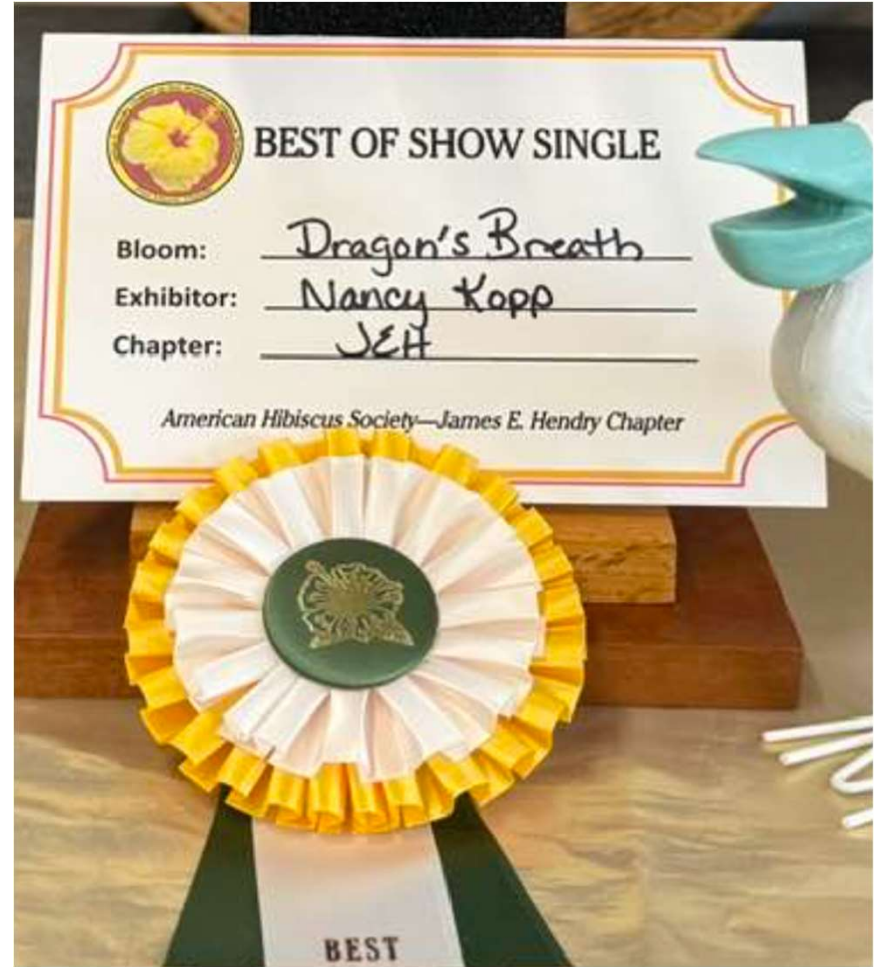 BEST OF SHOW SINGLE
Bloom: Dragon's Breath
Exhibitor: Nancy Kopp
Chapter: JEH
American Hibiscus Society—James E. Hendry Chapter
BEST